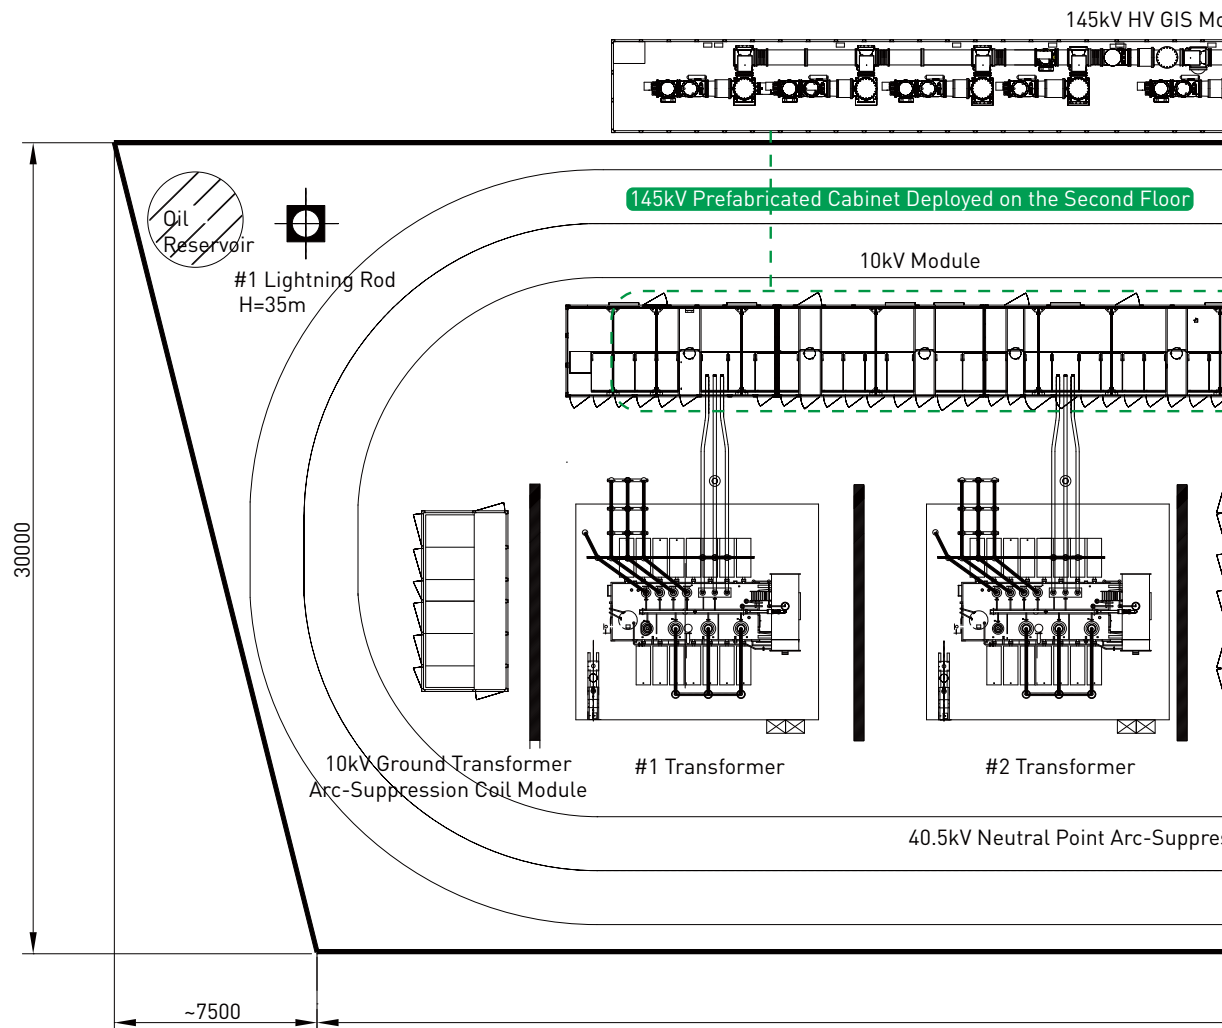 145kV HV GIS Mo
145kV Prefabricated Cabinet Deployed on the Second Floor
Oil
Reservoir
#1 Lightning Rod
H=35m
10kV Module
30000
10kV Ground Transformer
Arc-Suppression Coil Module
#1 Transformer
#2 Transformer
40.5kV Neutral Point Arc-Suppres
~7500